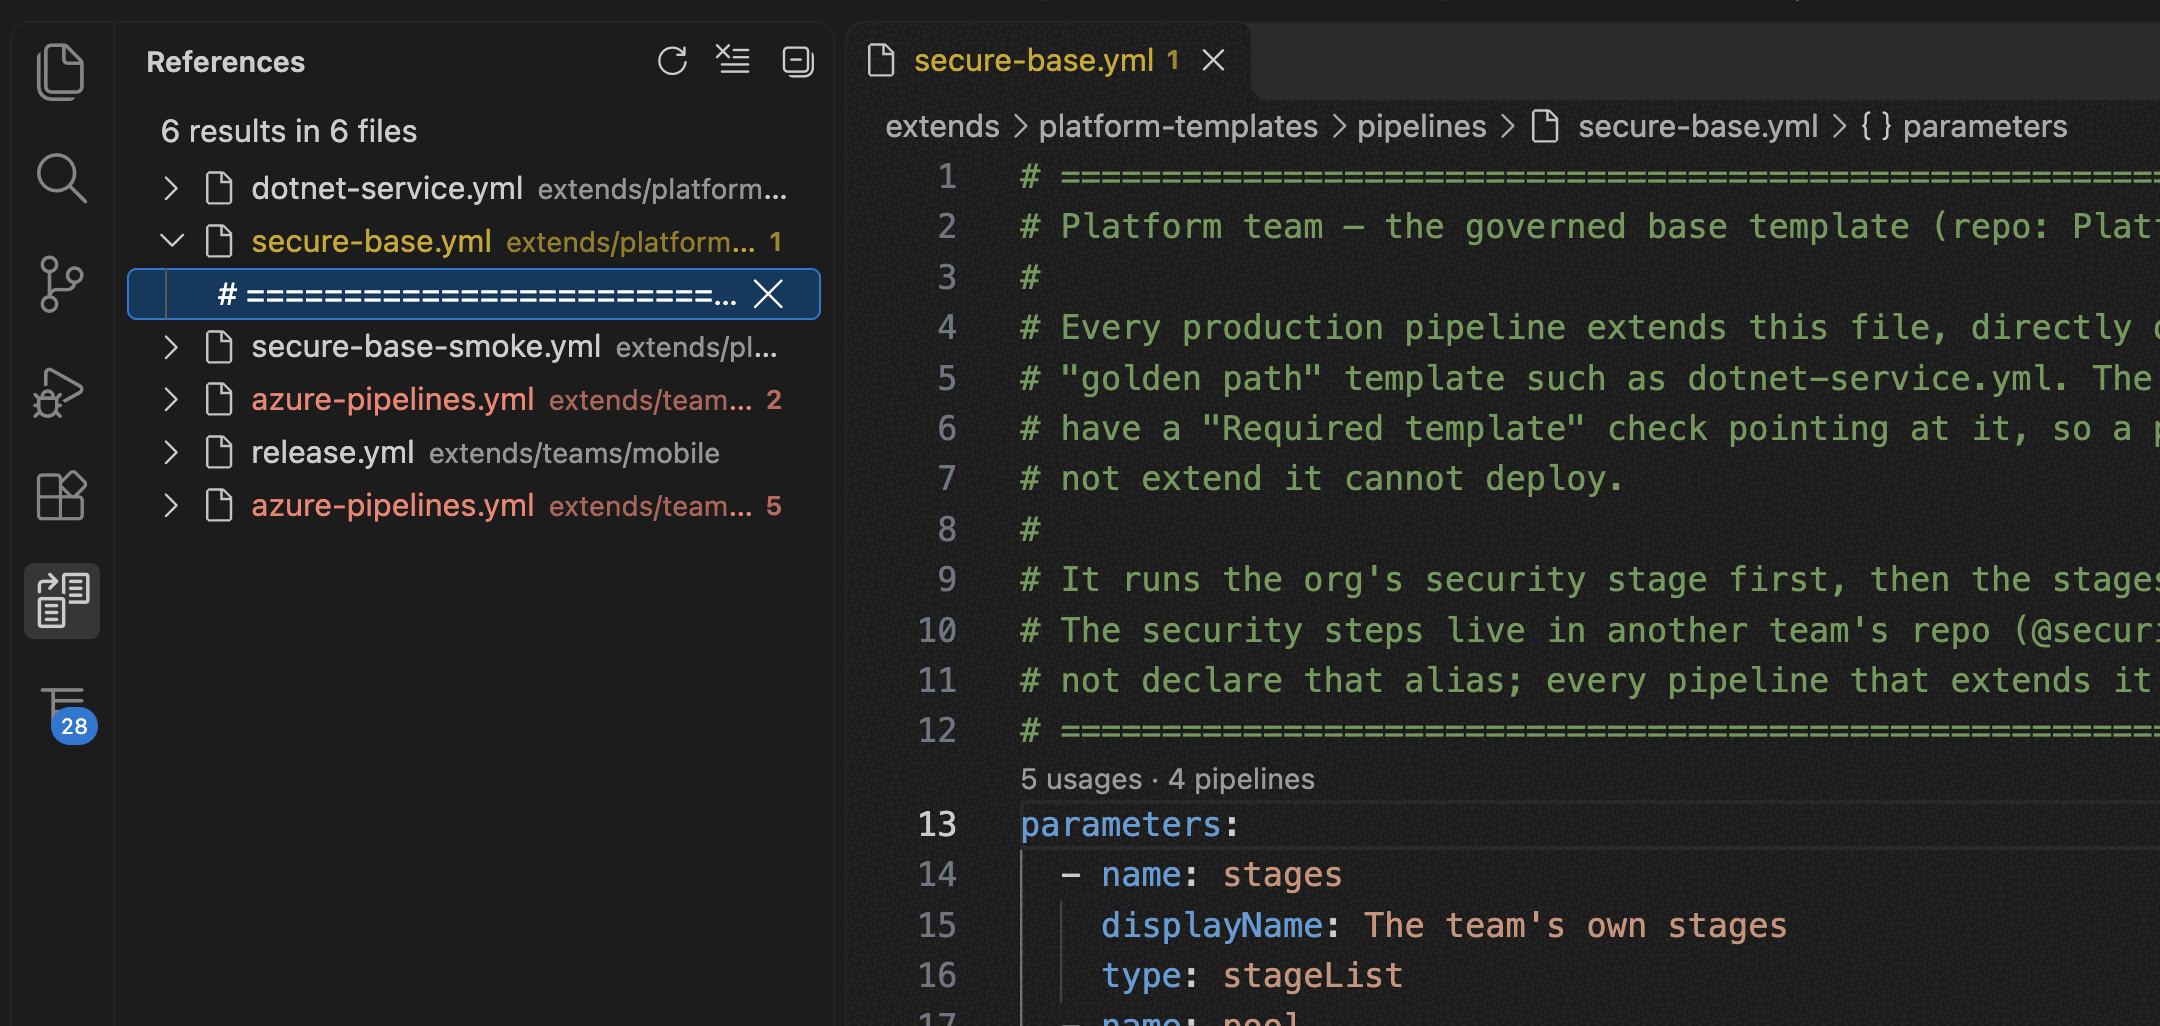 References
6 results in 6 files
dotnet-service.yml extends/platform...
secure-base.yml extends/platform... 1
# ========================...
secure-base-smoke.yml extends/pl...
azure-pipelines.yml extends/team... 2
release.yml extends/teams/mobile
azure-pipelines.yml extends/team... 5
28
secure-base.yml 1
extends > platform-templates > pipelines > secure-base.yml > {} parameters
1 # =======================================================
2 # Platform team – the governed base template (repo: Plat
3 #
4 # Every production pipeline extends this file, directly
5 # "golden path" template such as dotnet-service.yml. The
6 # have a "Required template" check pointing at it, so a
7 # not extend it cannot deploy.
8 #
9 # It runs the org's security stage first, then the stages
10 # The security steps live in another team's repo (@securi
11 # not declare that alias; every pipeline that extends it
12 # =======================================================
5 usages · 4 pipelines
13 parameters:
14 - name: stages
15 displayName: The team's own stages
16 type: stageList
17 - name: pool